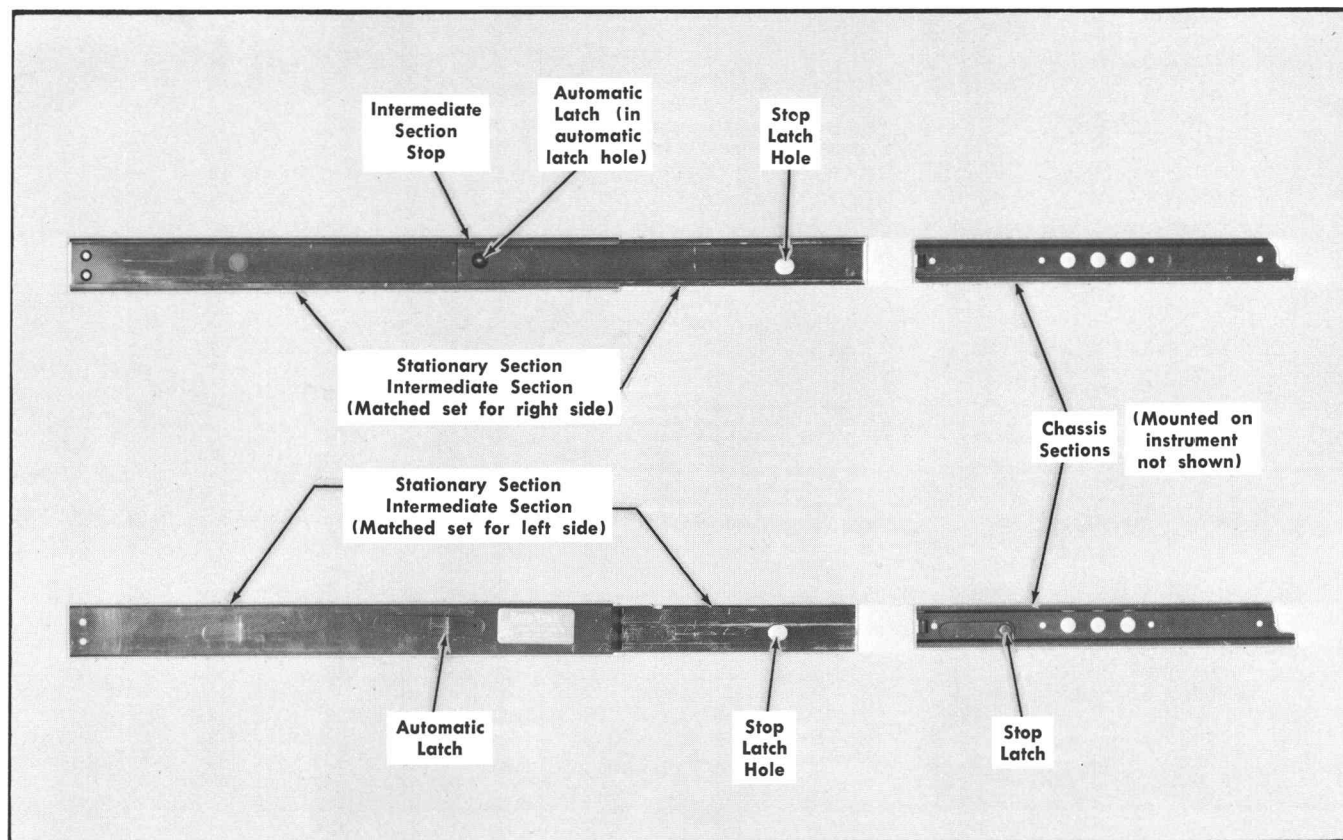 Intermediate
Section
Stop
Automatic
Latch (in
automatic
latch hole)
Stop
Latch
Hole
Stationary Section
Intermediate Section
(Matched set for right side)
Chassis
Sections
(Mounted on
instrument
not shown)
Stationary Section
Intermediate Section
(Matched set for left side)
Automatic
Latch
Stop
Latch
Hole
Stop
Latch